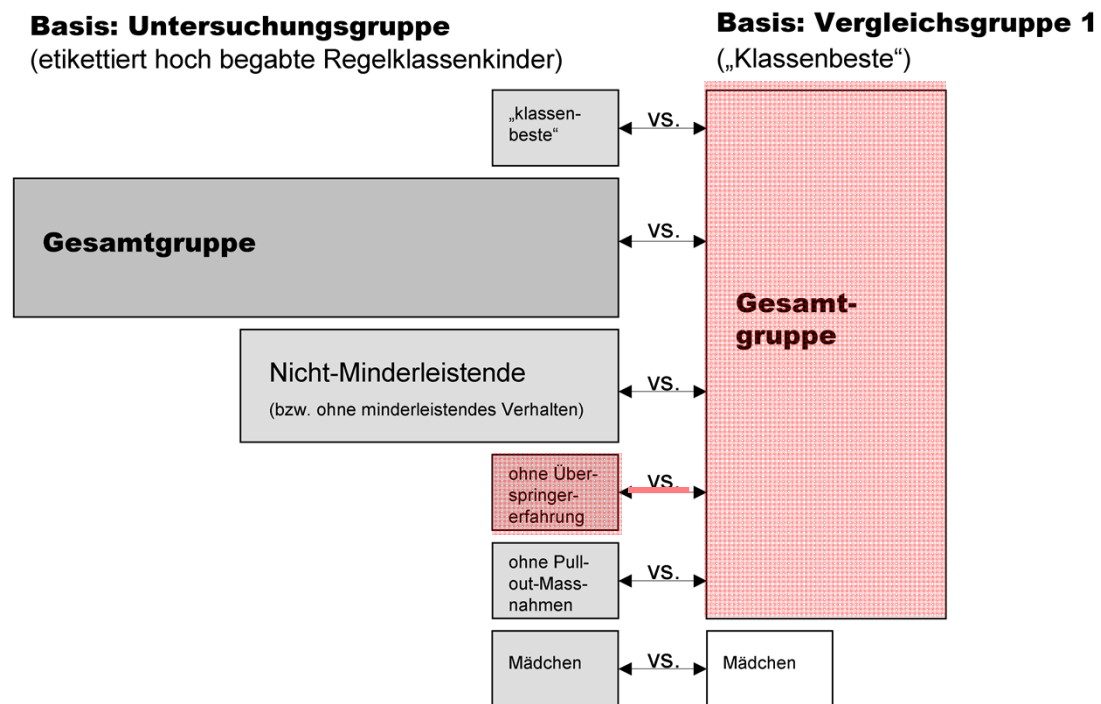 Basis: Untersuchungsgruppe
(etikettiert hoch begabte Regelklassenkinder)
Basis: Vergleichsgruppe 1
(„Klassenbeste“)
„klassen-
beste“
vs.
Gesamtgruppe
vs.
Gesamt-
gruppe
Nicht-Minderleistende
(bzw. ohne minderleistendes Verhalten)
vs.
ohne Über-
springer-
erfahrung
vs.
ohne Pull-
out-Mass-
nahmen
vs.
Mädchen
vs.
Mädchen